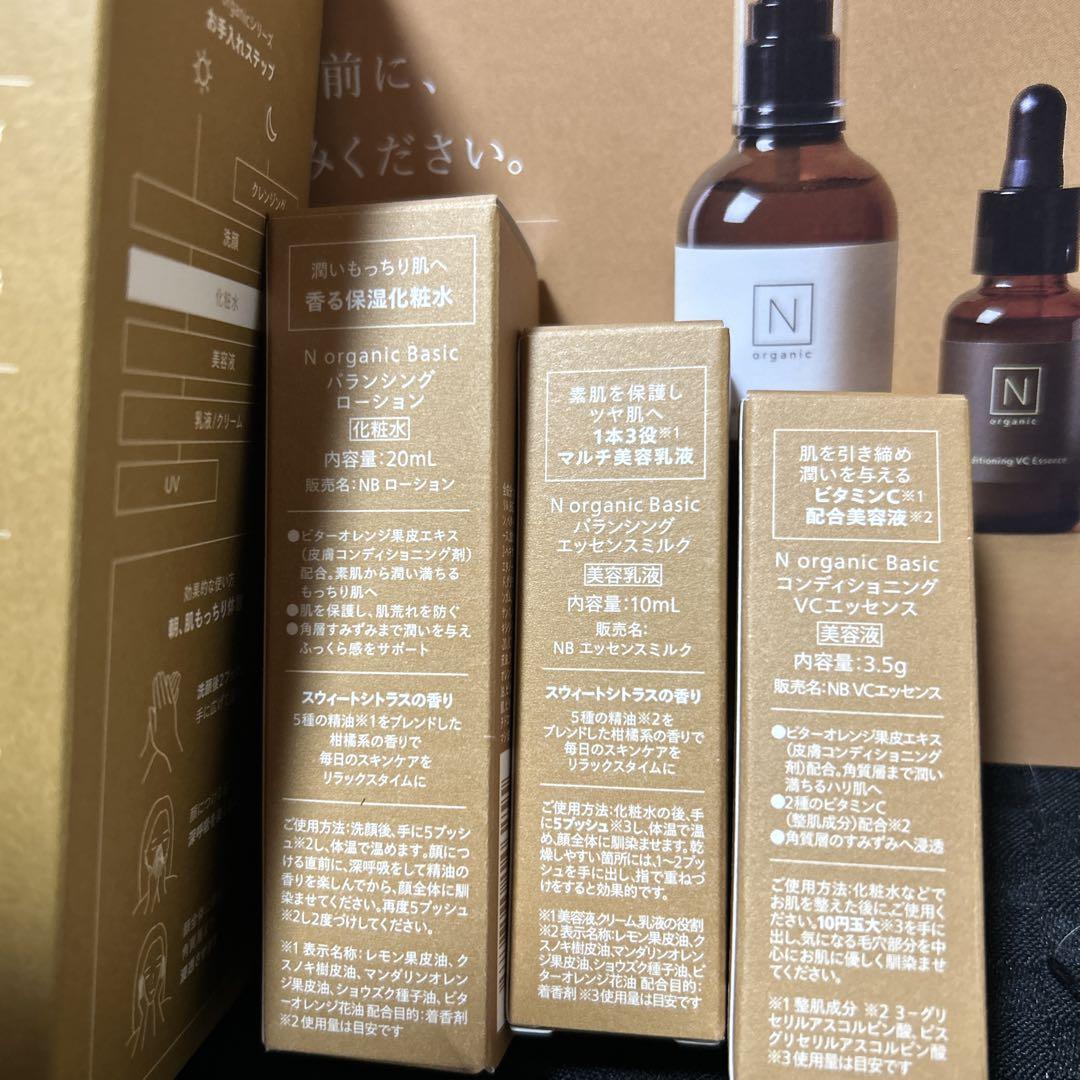 organicシリーズ
お手入れステップ
クレンジング
洗顔
化粧水
美容液
乳液/クリーム
UV
効果的な使い方
朝、肌もっちり
洗顔後2プッ
手に広げて
前に、
みください。
N
organic
N
organic
ditioning VC Essence
潤いもっちり肌へ
香る保湿化粧水
N organic Basic
バランシング
ローション
化粧水
内容量:20mL
販売名:NB ローション
●ビターオレンジ果皮エキス
(皮膚コンディショニング剤)
配合。素肌から潤い満ちる
もっちり肌へ
●肌を保護し、肌荒れを防ぐ
●角層すみずみまで潤いを与え
ふっくら感をサポート
スウィートシトラスの香り
5種の精油※1をブレンドした
柑橘系の香りで
毎日のスキンケアを
リラックスタイムに
ご使用方法:洗顔後、手に5プッシ
ュ※2し、体温で温めます。顔につ
ける直前に、深呼吸をして精油の
香りを楽しんでから、顔全体に馴
染ませてください。再度5プッシュ
※2し2度づけしてください。
※1 表示名称:レモン果皮油、ク
スノキ樹皮油、マンダリンオレン
ジ果皮油、ショウズク種子油、ビタ
ーオレンジ花油 配合目的:着香剤
※2 使用量は目安です
素肌を保護し
ツヤ肌へ
1本3役※1
マルチ美容乳液
N organic Basic
バランシング
エッセンスミルク
美容乳液
内容量:10mL
販売名:
NB エッセンスミルク
スウィートシトラスの香り
5種の精油※2を
ブレンドした柑橘系の香りで
毎日のスキンケアを
リラックスタイムに
ご使用方法:化粧水の後、手
に5プッシュ※3し、体温で温
め、顔全体に馴染ませます。乾
燥しやすい箇所には、1~2プッ
シュを手に出し、指で重ねづ
けをすると効果的です。
※1 美容液、クリーム、乳液の役割
※2 表示名称:レモン果皮油、ク
スノキ樹皮油、マンダリンオレン
ジ果皮油、ショウズク種子油、ビ
ターオレンジ花油 配合目的:
着香剤 ※3 使用量は目安です
肌を引き締め
潤いを与える
ビタミンC※1
配合美容液※2
N organic Basic
コンディショニング
VCエッセンス
美容液
内容量:3.5g
販売名:NB VCエッセンス
●ビターオレンジ果皮エキス
(皮膚コンディショニング
剤)配合。角質層まで潤い
満ちるハリ肌へ
●2種のビタミンC
(整肌成分)配合※2
●角質層のすみずみへ浸透
ご使用方法:化粧水などで
お肌を整えた後に、ご使用く
ださい。10円玉大※3を手に
出し、気になる毛穴部分を中
心にお肌に優しく馴染ませ
てください。
※1 整肌成分 ※2 3-グリ
セリルアスコルビン酸、ビス
グリセリルアスコルビン酸
※3 使用量は目安です